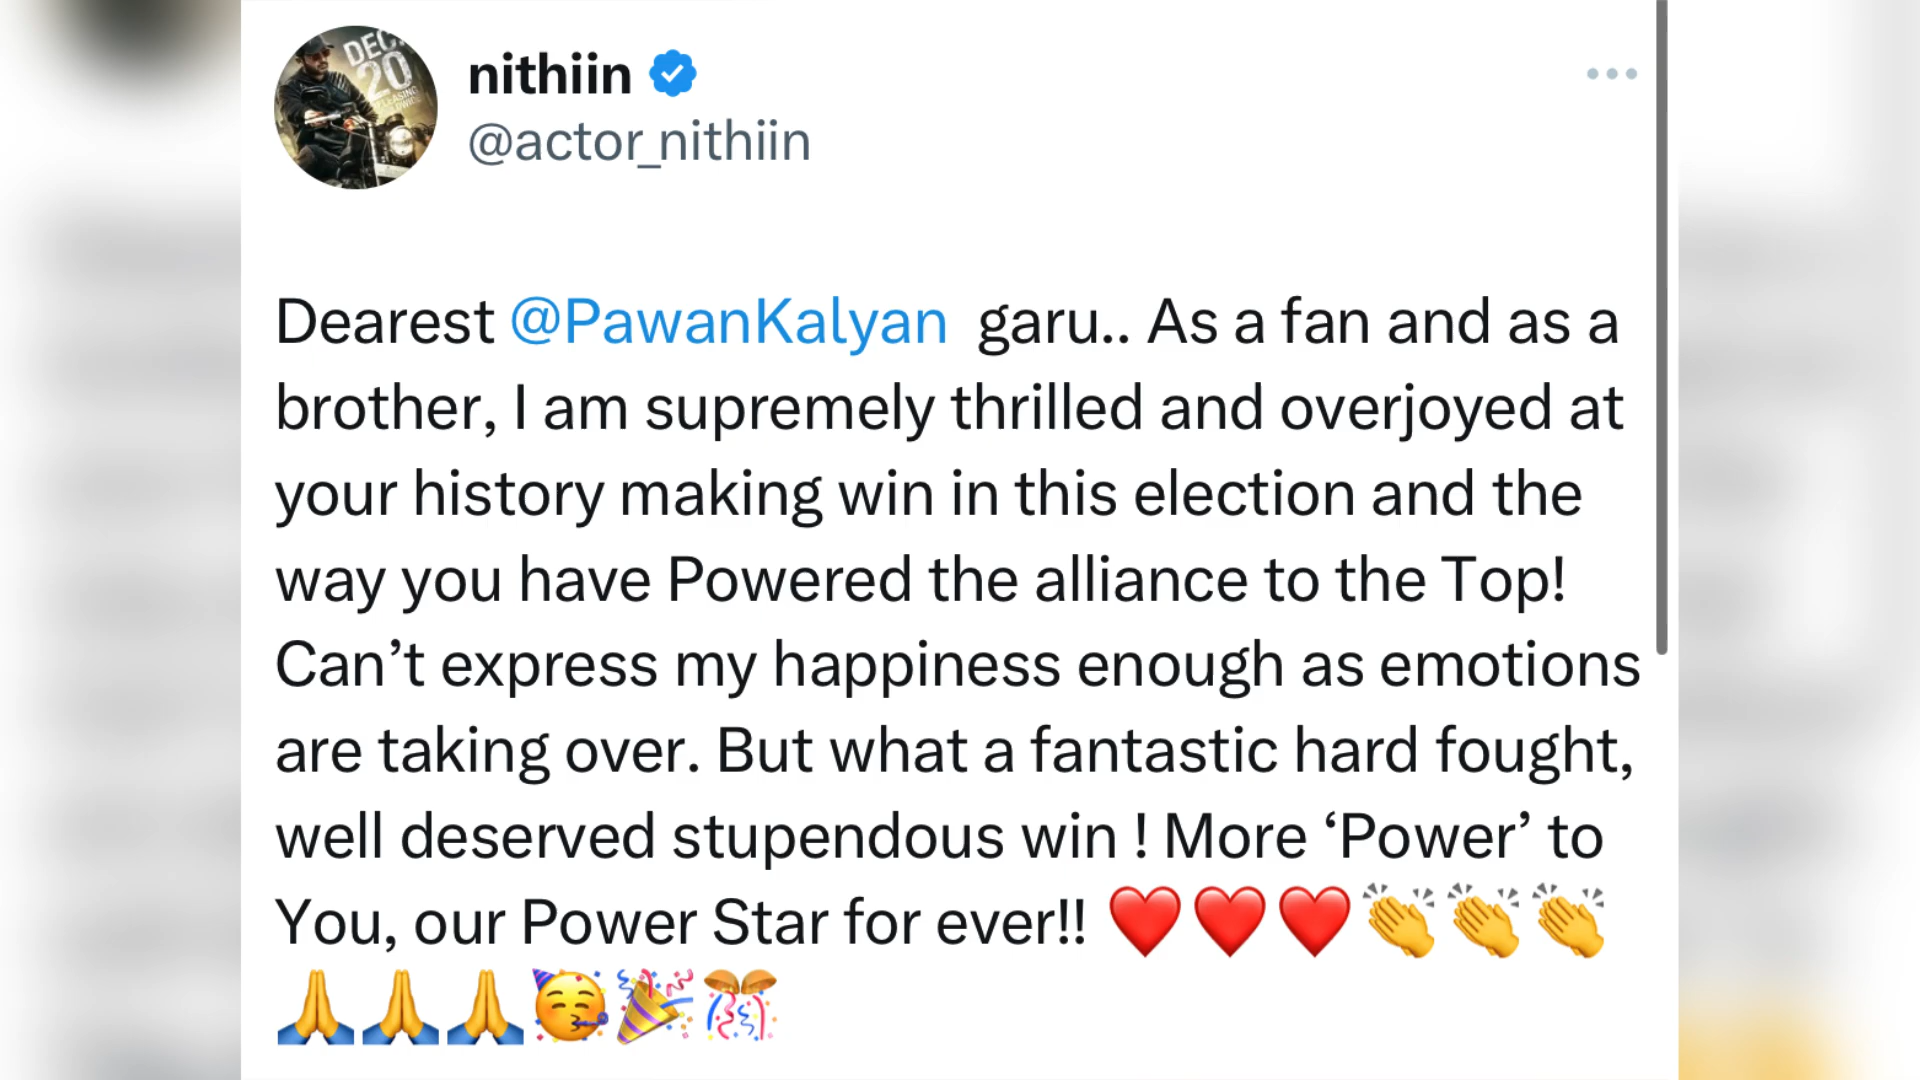 nithiin
@actor_nithiin
DEC.
20
Dearest @PawanKalyan garu.. As a fan and as a
brother, I am supremely thrilled and overjoyed at
your history making win in this election and the
way you have Powered the alliance to the Top!
Can’t express my happiness enough as emotions
are taking over. But what a fantastic hard fought,
well deserved stupendous win ! More ‘Power’ to
You, our Power Star for ever!! ❤️❤️❤️👏👏👏
🙏🙏🙏🥳🎉🎊